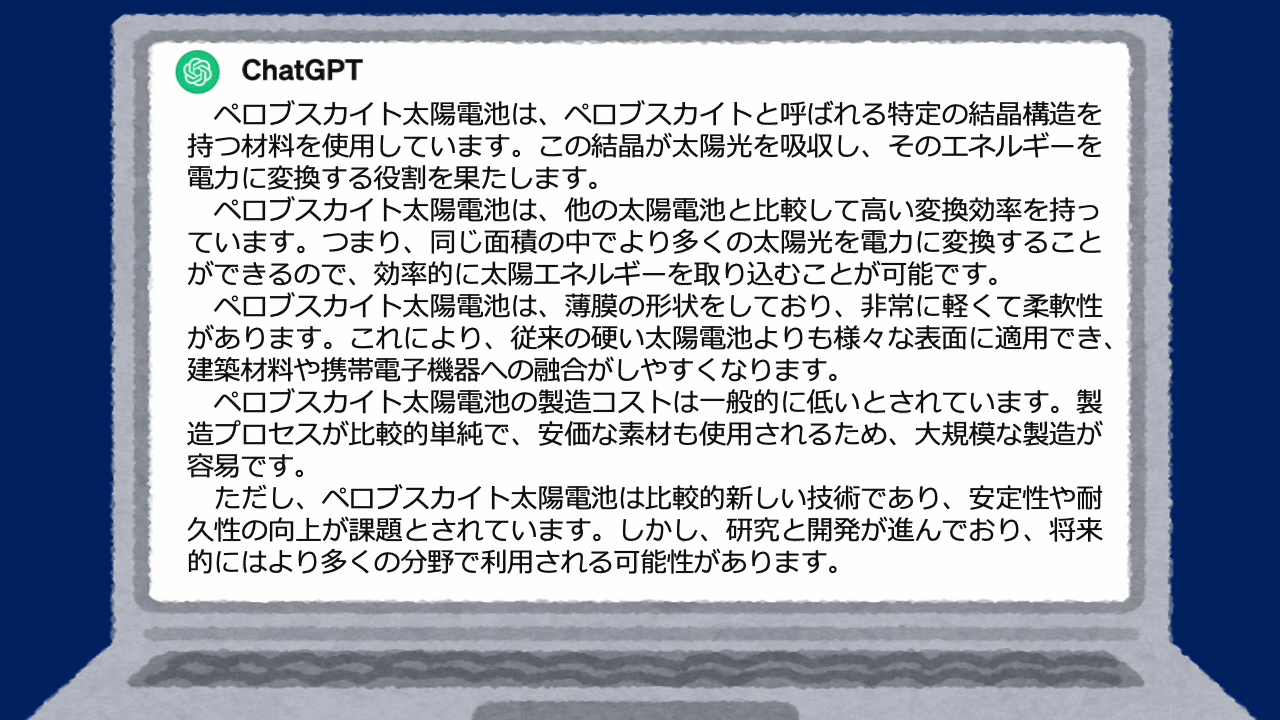 ChatGPT
　ペロブスカイト太陽電池は、ペロブスカイトと呼ばれる特定の結晶構造を
持つ材料を使用しています。この結晶が太陽光を吸収し、そのエネルギーを
電力に変換する役割を果たします。
　ペロブスカイト太陽電池は、他の太陽電池と比較して高い変換効率を持っ
ています。つまり、同じ面積の中でより多くの太陽光を電力に変換すること
ができるので、効率的に太陽エネルギーを取り込むことが可能です。
　ペロブスカイト太陽電池は、薄膜の形状をしており、非常に軽くて柔軟性
があります。これにより、従来の硬い太陽電池よりも様々な表面に適用でき、
建築材料や携帯電子機器への融合がしやすくなります。
　ペロブスカイト太陽電池の製造コストは一般的に低いとされています。製
造プロセスが比較的単純で、安価な素材も使用されるため、大規模な製造が
容易です。
　ただし、ペロブスカイト太陽電池は比較的新しい技術であり、安定性や耐
久性の向上が課題とされています。しかし、研究と開発が進んでおり、将来
的にはより多くの分野で利用される可能性があります。